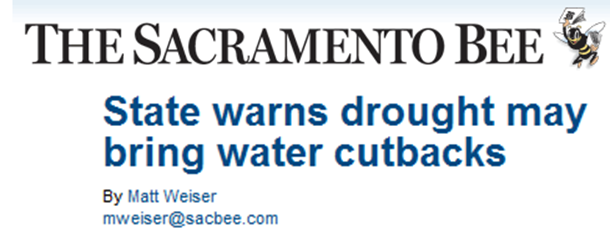 THE SACRAMENTO BEE
State warns drought may
bring water cutbacks
By Matt Weiser
mweiser@sacbee.com